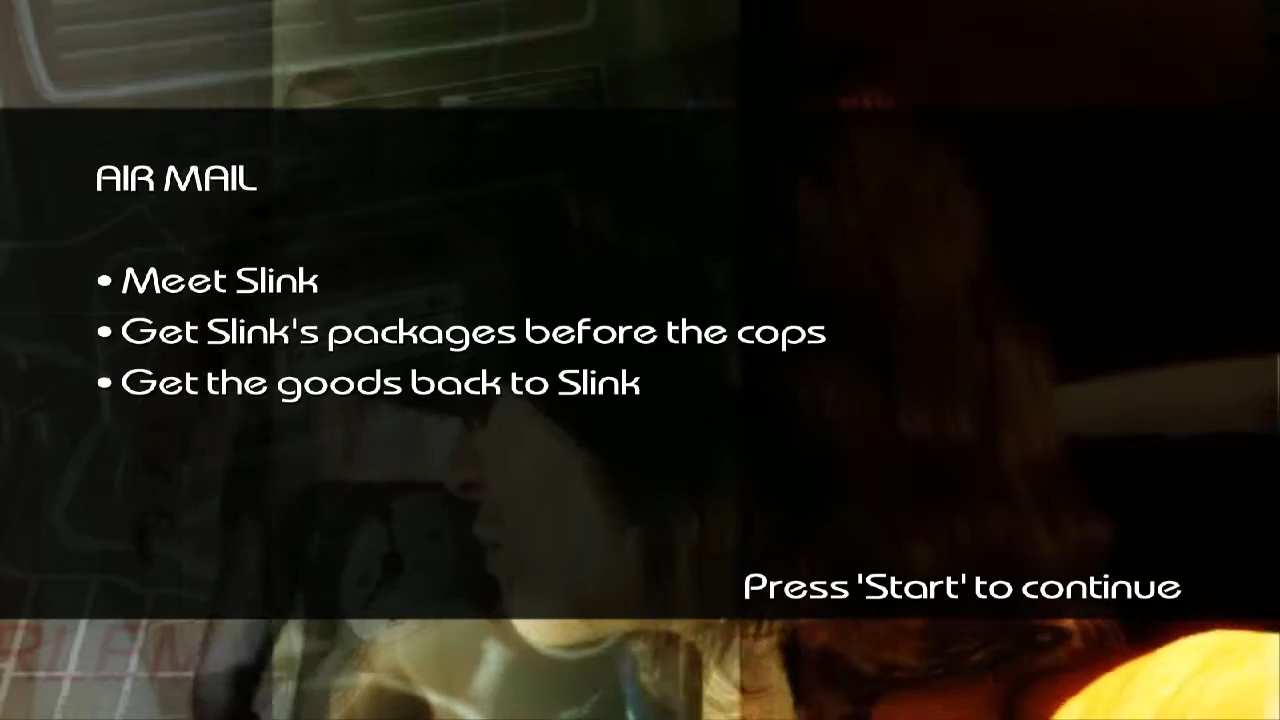 AIR MAIL
• Meet Slink
• Get Slink's packages before the cops
• Get the goods back to Slink
Press 'Start' to continue